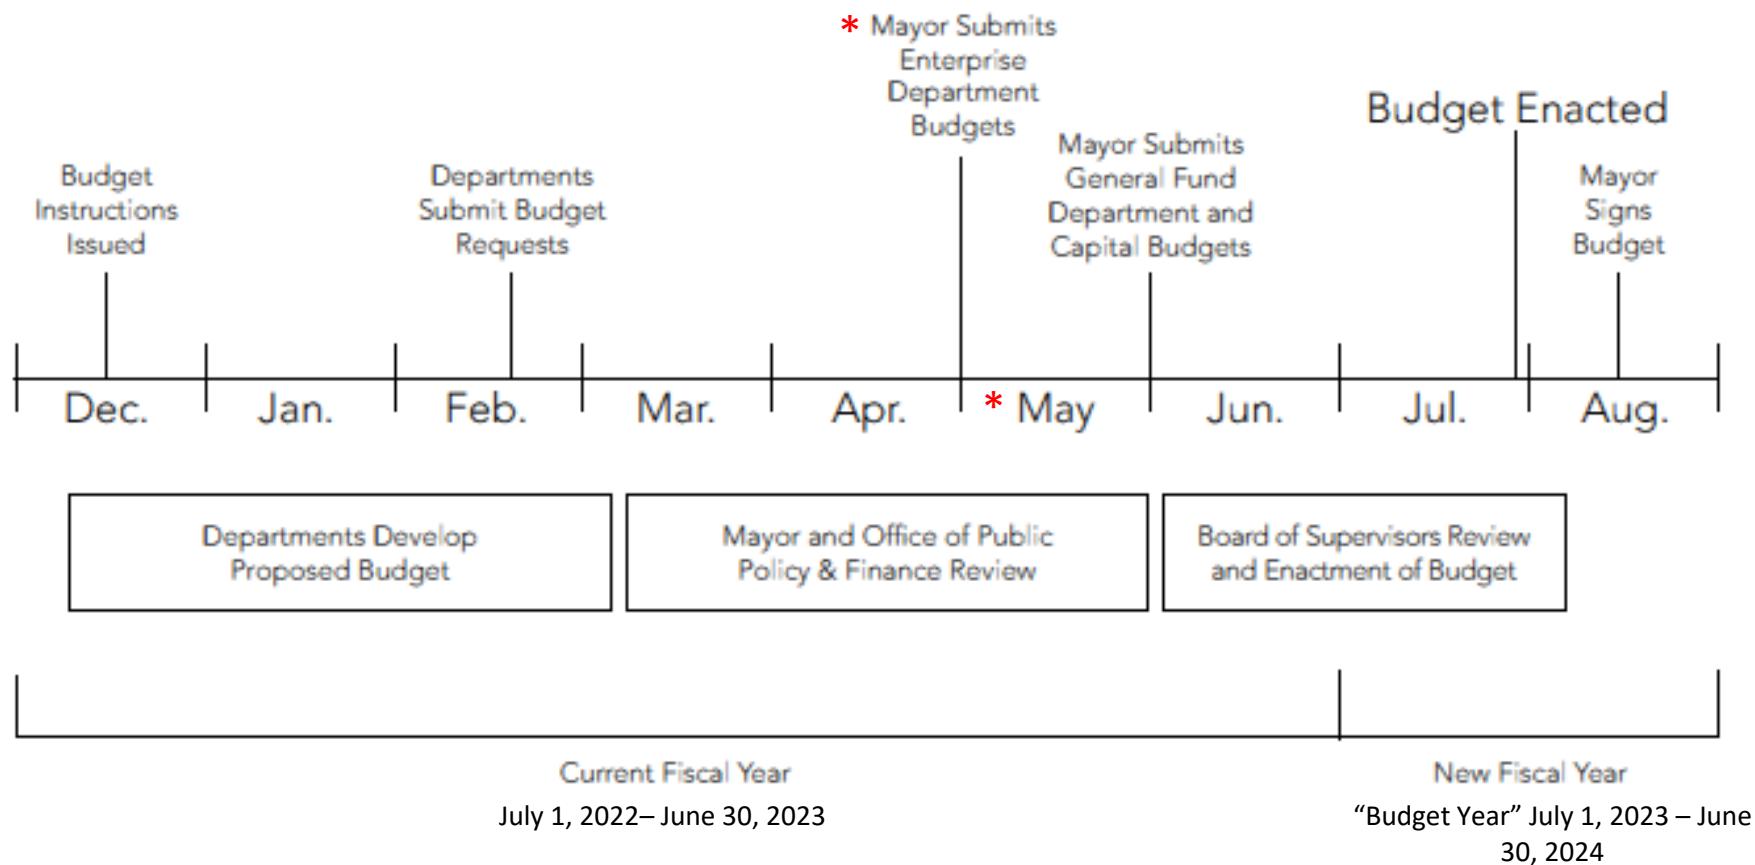 * Mayor Submits
Enterprise
Department
Budgets
Budget Enacted
Mayor Submits
General Fund
Department and
Capital Budgets
Budget
Instructions
Issued
Departments
Submit Budget
Requests
Mayor
Signs
Budget
Dec. Jan. Feb. Mar. Apr. * May Jun. Jul. Aug.
Departments Develop
Proposed Budget
Mayor and Office of Public
Policy & Finance Review
Board of Supervisors Review
and Enactment of Budget
Current Fiscal Year
July 1, 2022– June 30, 2023
New Fiscal Year
“Budget Year” July 1, 2023 – June
30, 2024